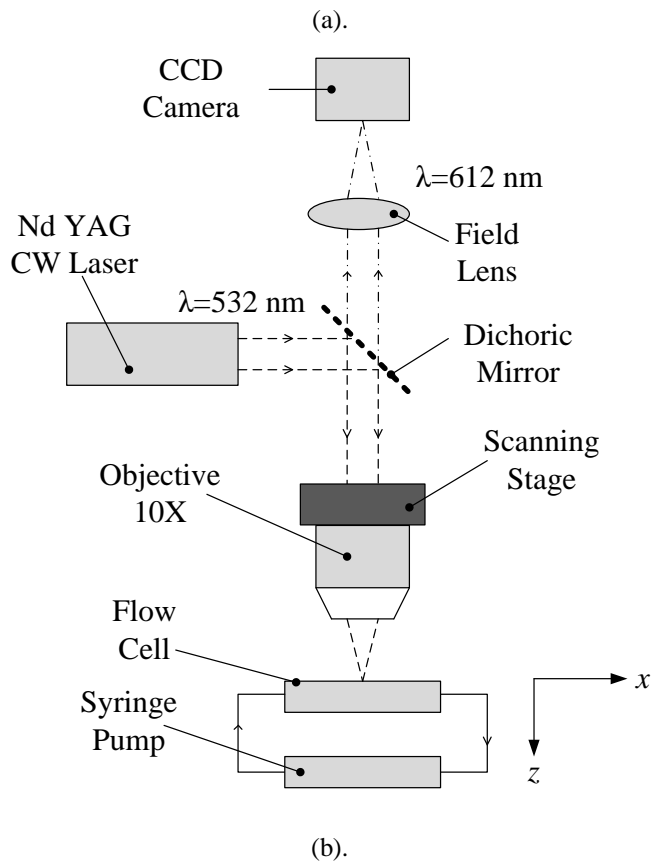 (a).
CCD
Camera
λ=612 nm
Field
Lens
Nd YAG
CW Laser
λ=532 nm
Dichoric
Mirror
Scanning
Stage
Objective
10X
Flow
Cell
Syringe
Pump
x
z
(b).